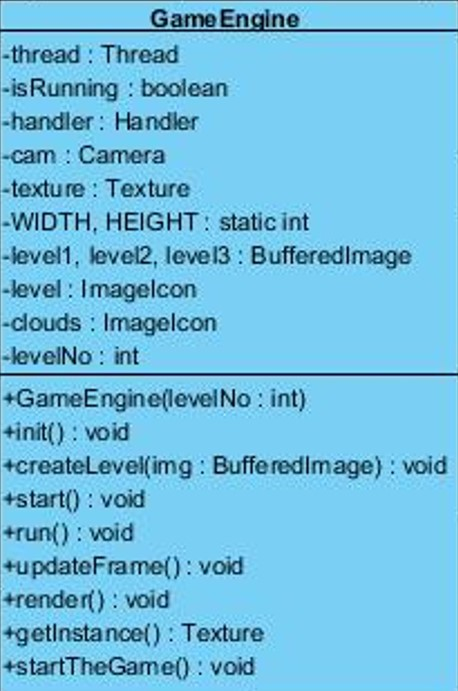 GameEngine
-thread : Thread
-isRunning : boolean
-handler : Handler
-cam : Camera
-texture : Texture
-WIDTH, HEIGHT : static int
-level1, level2, level3 : BufferedImage
-level : ImageIcon
-clouds : ImageIcon
-levelNo : int
+GameEngine(levelNo : int)
+init() : void
+createLevel(img : BufferedImage) : void
+start() : void
+run() : void
+updateFrame() : void
+render() : void
+getInstance() : Texture
+startTheGame() : void